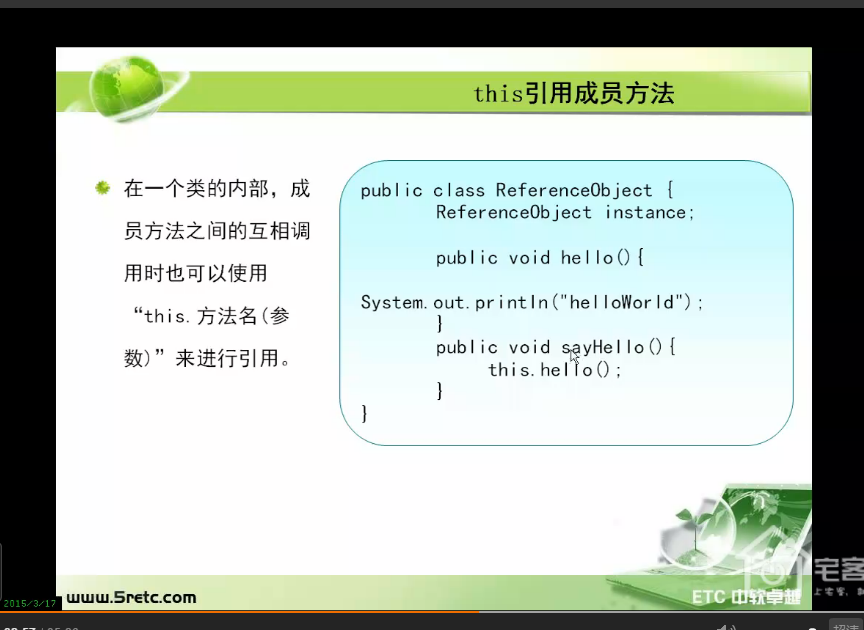 this引用成员方法
在一个类的内部，成
员方法之间的互相调
用时也可以使用
“this.方法名(参
数)”来进行引用。
public class ReferenceObject {
ReferenceObject instance;
public void hello(){
System.out.println("helloWorld");
}
public void sayHello(){
this.hello();
}
}
www.5retc.com
ETC 中软卓越
宅客
2015/3/17